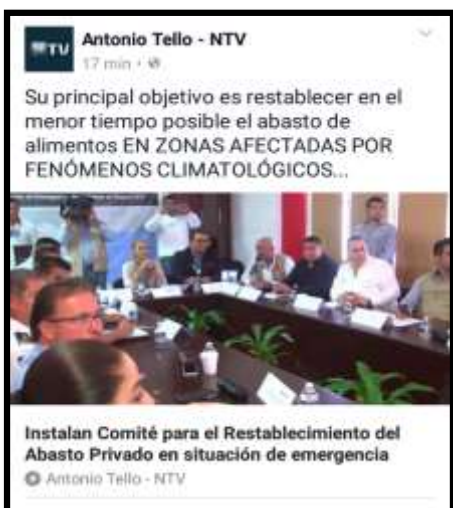 NTV
Antonio Tello - NTV
17 min
Su principal objetivo es restablecer en el
menor tiempo posible el abasto de
alimentos EN ZONAS AFECTADAS POR
FENÓMENOS CLIMATOLÓGICOS...
Instalan Comité para el Restablecimiento del
Abasto Privado en situación de emergencia
Antonio Tello - NTV